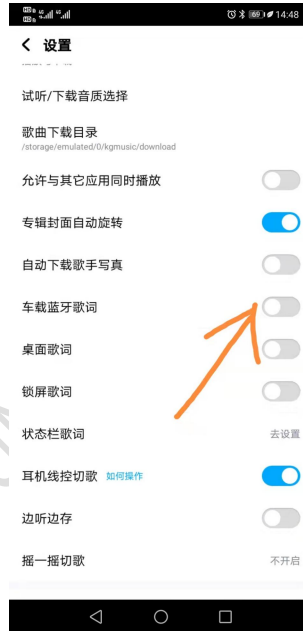 69 14:48
设置
试听/下载音质选择
歌曲下载目录
/storage/emulated/0/kgmusic/download
允许与其它应用同时播放
专辑封面自动旋转
自动下载歌手写真
车载蓝牙歌词
桌面歌词
锁屏歌词
状态栏歌词 去设置
耳机线控切歌 如何操作
边听边存
摇一摇切歌 不开启